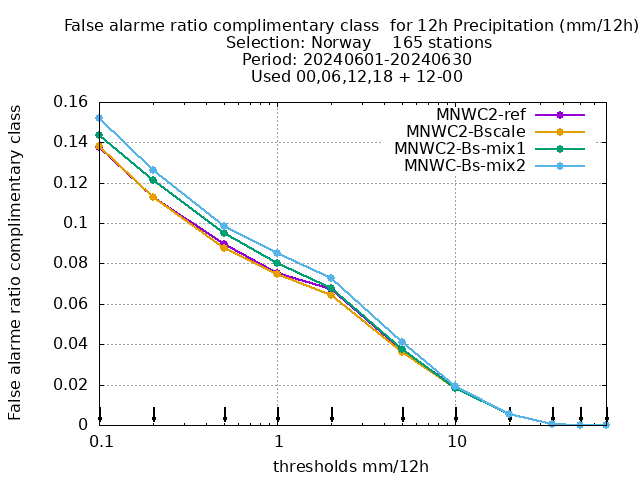 False alarme ratio complimentary class  for 12h Precipitation (mm/12h)
Selection: Norway    165 stations
Period: 20240601-20240630
Used 00,06,12,18 + 12-00
False alarme ratio complimentary class
0.16
0.14
0.12
0.1
0.08
0.06
0.04
0.02
0
MNWC2-ref
MNWC2-Bscale
MNWC2-Bs-mix1
MNWC-Bs-mix2
0.1 1 10
thresholds mm/12h